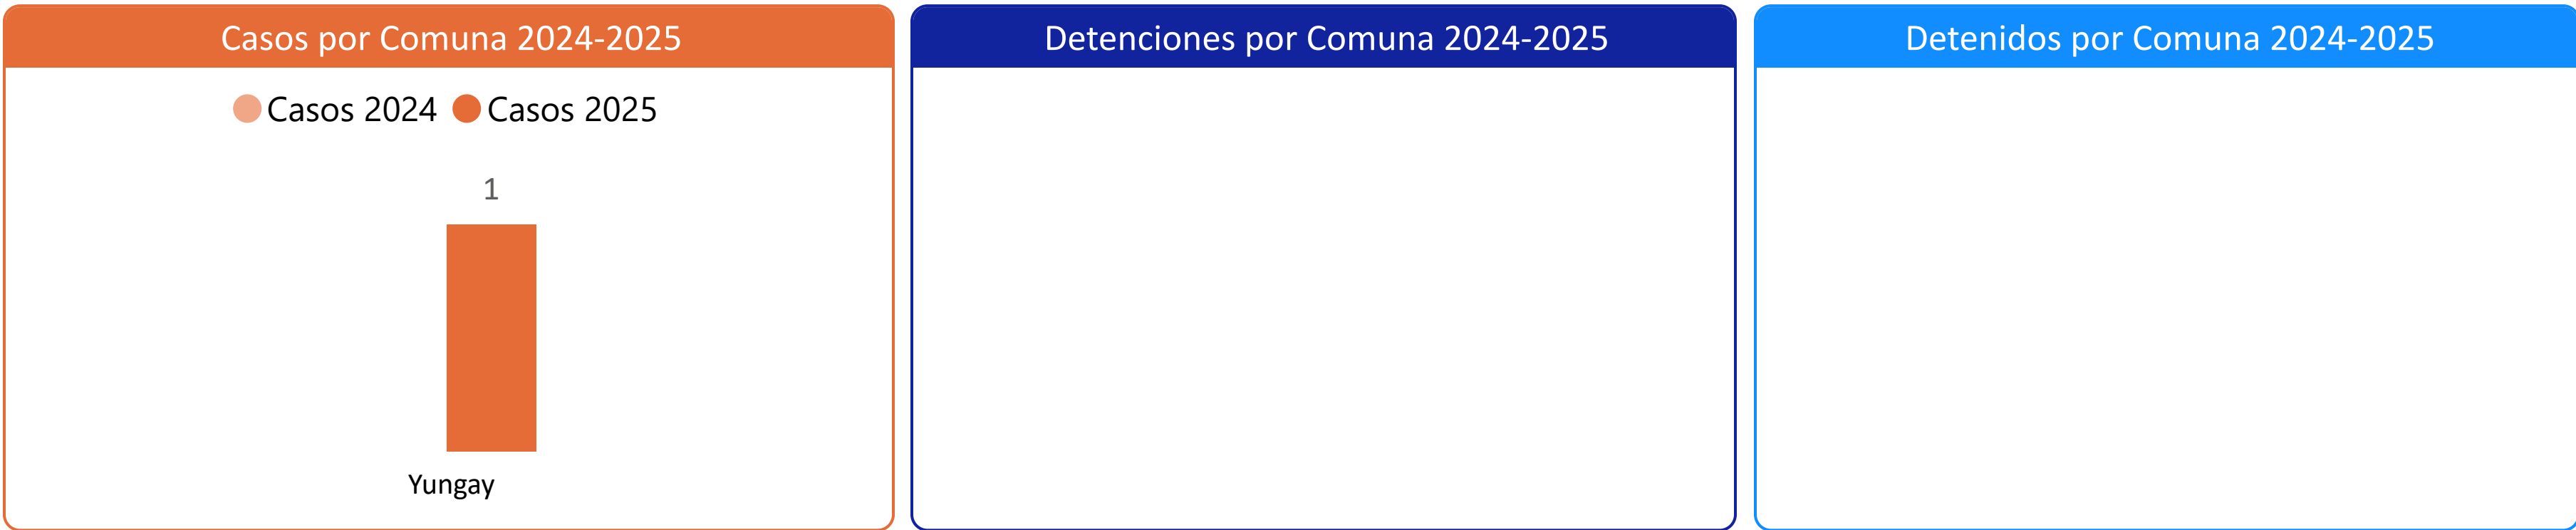 Casos por Comuna 2024-2025
Casos 2024 Casos 2025
1
Yungay
Detenciones por Comuna 2024-2025
Detenidos por Comuna 2024-2025